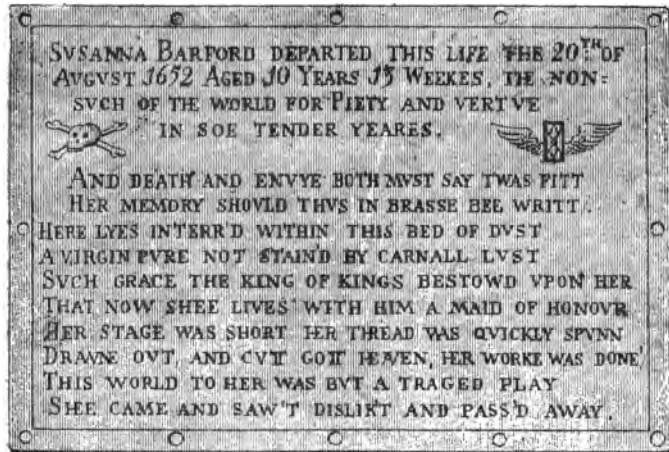 SVSANNA BARFORD DEPARTED THIS LIFE THE 20TH OF
AVGVST 1652 AGED 10 YEARS 13 WEEKES, THE NON=
SVCH OF THE WORLD FOR PIETY AND VERTVE
IN SOE TENDER YEARES.
AND DEATH AND ENVYE BOTH MVST SAY TWAS FITT
HER MEMORY SHOVLD THVS IN BRASSE BEE WRITT.
HERE LYES INTERR'D WITHIN THIS BED OF DVST
A VIRGIN PVRE NOT STAIN'D BY CARNALL LVST
SVCH GRACE THE KING OF KINGS BESTOWD VPON HER
THAT NOW SHEE LIVES WITH HIM A MAID OF HONOVR
HER STAGE WAS SHORT HER THREAD WAS QVICKLY SPVNN
DRAWNE OVT, AND CVTT GOTT HEAVEN, HER WORKE WAS DONE
THIS WORLD TO HER WAS BVT A TRAGED PLAY
SHEE CAME AND SAW'T DISLIK'T AND PASS'D AWAY.